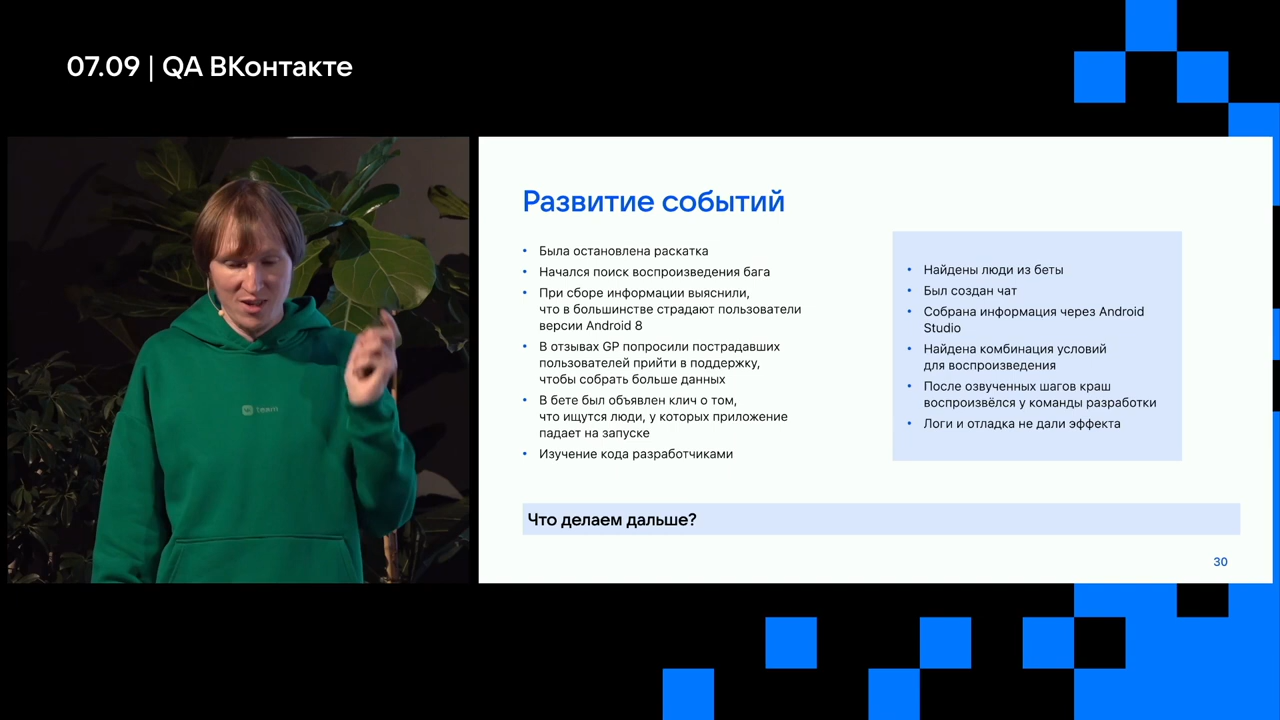 07.09 | QA ВКонтакте
team
Развитие событий
• Была остановлена раскатка
• Начался поиск воспроизведения бага
• При сборе информации выяснили,
что в большинстве страдают пользователи
версии Android 8
• В отзывах GP попросили пострадавших
пользователей прийти в поддержку,
чтобы собрать больше данных
• В бете был объявлен клич о том,
что ищутся люди, у которых приложение
падает на запуске
• Изучение кода разработчиками
• Найдены люди из беты
• Был создан чат
• Собрана информация через Android
Studio
• Найдена комбинация условий
для воспроизведения
• После озвученных шагов краш
воспроизвёлся у команды разработки
• Логи и отладка не дали эффекта
Что делаем дальше?
30